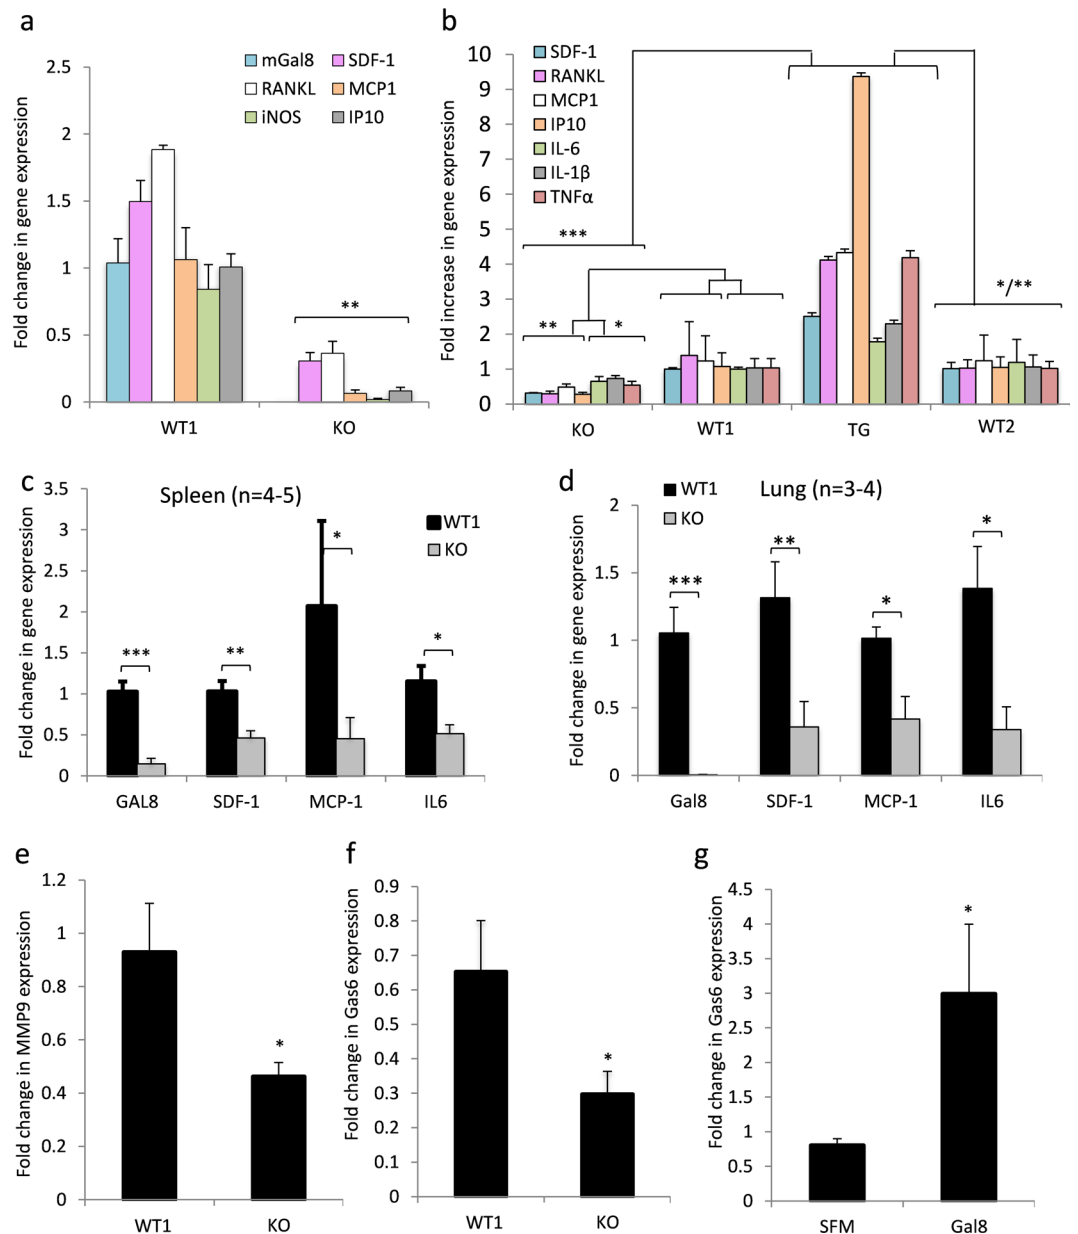 a
mGal8 SDF-1
RANKL MCP1
iNOS IP10
Fold change in gene expression
2.5
2
1.5
1
0.5
0
**
WT1 KO
b
SDF-1
RANKL
MCP1
IP10
IL-6
IL-1β
TNFα
Fold increase in gene expression
10
9
8
7
6
5
4
3
2
1
0
***
** *
*/**
KO WT1 TG WT2
c
Spleen (n=4-5)
WT1
KO
Fold change in gene expression
3.5
3
2.5
2
1.5
1
0.5
0
*** ** * *
GAL8 SDF-1 MCP-1 IL6
d
WT1 Lung (n=3-4)
KO
Fold change in gene expression
2
1.5
1
0.5
0
*** ** * *
Gal8 SDF-1 MCP-1 IL6
e
Fold change in MMP9 expression
1.2
1
0.8
0.6
0.4
0.2
0
*
WT1 KO
f
Fold change in Gas6 expression
0.9
0.8
0.7
0.6
0.5
0.4
0.3
0.2
0.1
0
*
WT1 KO
g
Fold change in Gas6 expression
4.5
4
3.5
3
2.5
2
1.5
1
0.5
0
*
SFM Gal8